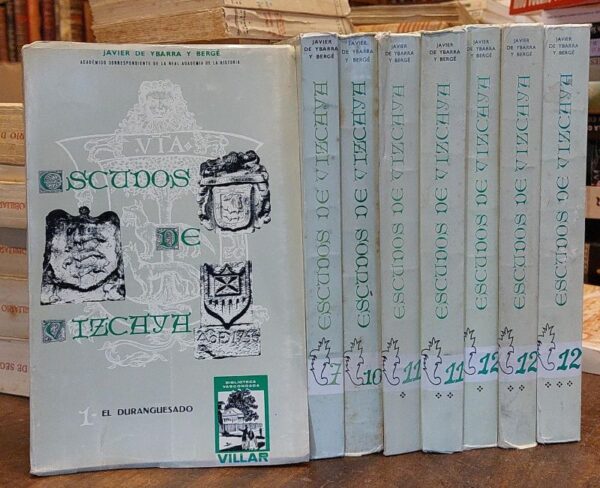 JAVIER DE YBARRA Y BERGÉ
ACADÉMICO CORRESPONDIENTE DE LA REAL ACADEMIA DE LA HISTORIA
VIA
ESCUDOS
DE
VIZCAYA
1.- EL DURANGUESADO
BIBLIOTECA
VASCONGADA
VILLAR
JAVIER
DE YBARRA
Y BERGÉ
ESCUDOS DE VIZCAYA
7
JAVIER
DE YBARRA
Y BERGÉ
ESCUDOS DE VIZCAYA
10
JAVIER
DE YBARRA
Y BERGÉ
ESCUDOS DE VIZCAYA
11
JAVIER
DE YBARRA
Y BERGÉ
ESCUDOS DE VIZCAYA
11
JAVIER
DE YBARRA
Y BERGÉ
ESCUDOS DE VIZCAYA
12
JAVIER
DE YBARRA
Y BERGÉ
ESCUDOS DE VIZCAYA
12
JAVIER
DE YBARRA
Y BERGÉ
ESCUDOS DE VIZCAYA
12